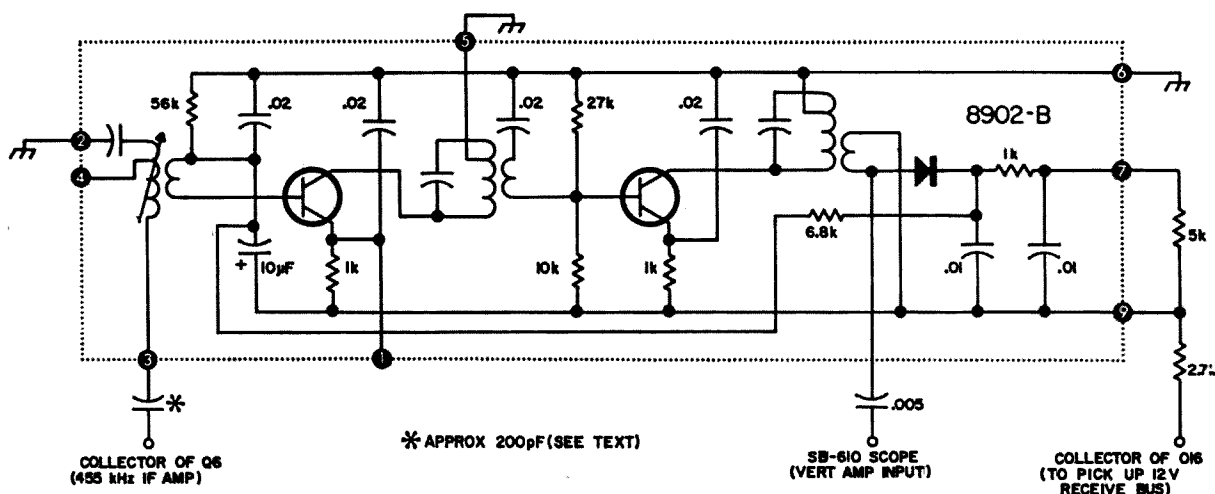 5
6
56k
.02
.02
.02
27k
.02
8902-B
2
4
1k
7
6.8k
5k
+ 10µF
1k
10k
1k
.01
.01
9
3
1
.005
✻
✻ APPROX 200pF (SEE TEXT)
COLLECTOR OF Q6
(455 kHz IF AMP)
SB-610 SCOPE
(VERT AMP INPUT)
COLLECTOR OF Q16
(TO PICK UP 12V
RECEIVE BUS)